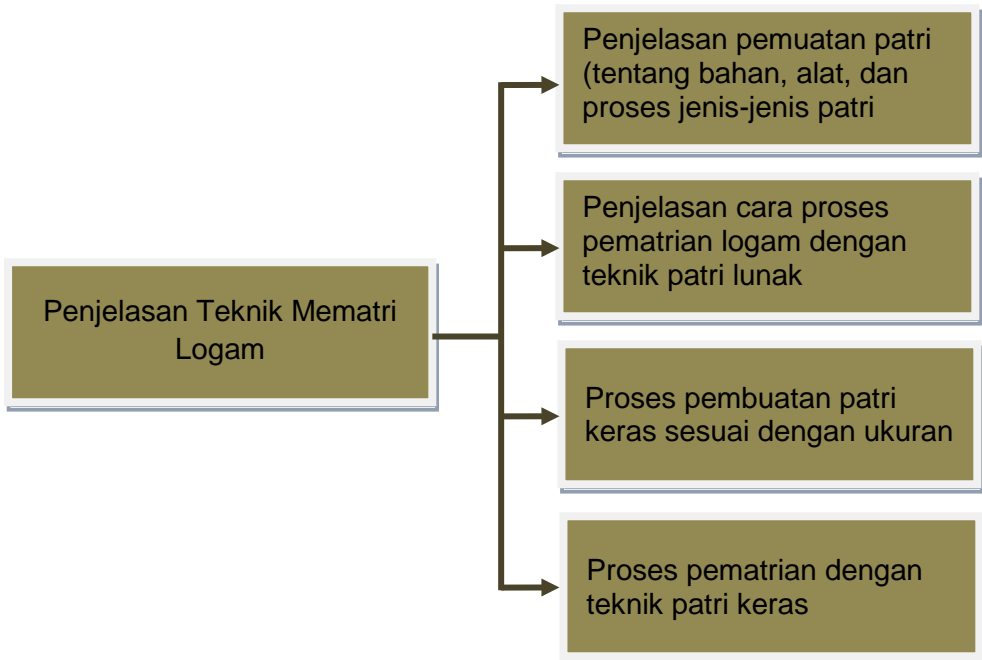 Penjelasan Teknik Mematri
Logam
Penjelasan pemuatan patri
(tentang bahan, alat, dan
proses jenis-jenis patri
Penjelasan cara proses
pematrian logam dengan
teknik patri lunak
Proses pembuatan patri
keras sesuai dengan ukuran
Proses pematrian dengan
teknik patri keras